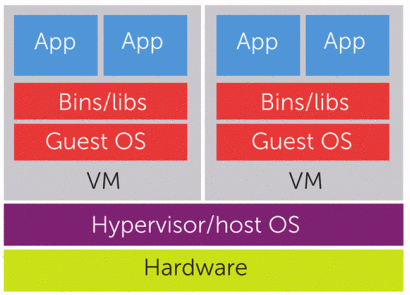 App App App App
Bins/libs Bins/libs
Guest OS Guest OS
VM VM
Hypervisor/host OS
Hardware